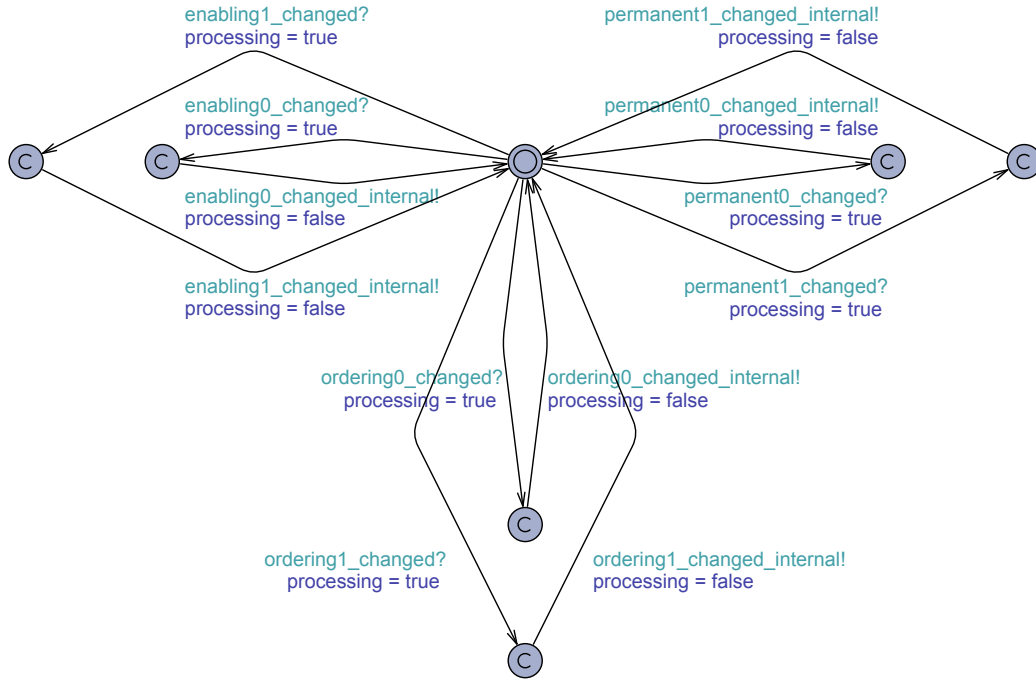 enabling1_changed?
processing = true
permanent1_changed_internal!
processing = false
enabling0_changed?
processing = true
permanent0_changed_internal!
processing = false
C
C
C
C
enabling0_changed_internal!
processing = false
permanent0_changed?
processing = true
enabling1_changed_internal!
processing = false
permanent1_changed?
processing = true
ordering0_changed?
processing = true
ordering0_changed_internal!
processing = false
C
ordering1_changed?
processing = true
ordering1_changed_internal!
processing = false
C